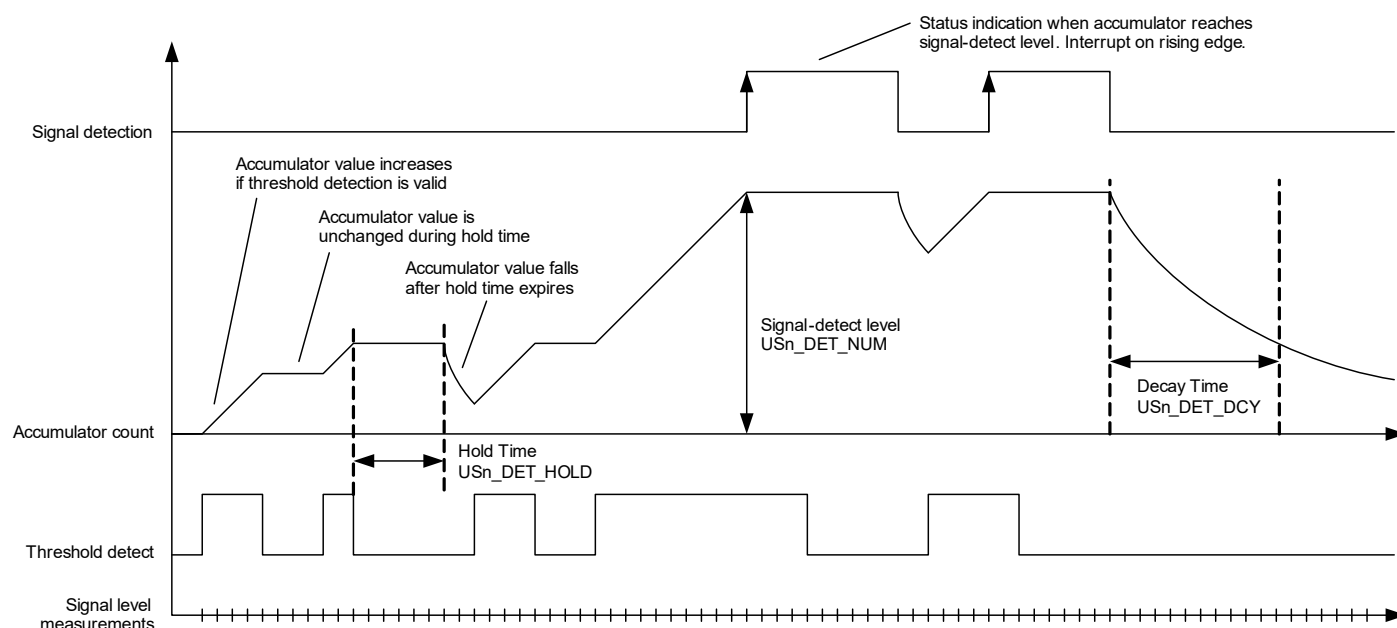 Status indication when accumulator reaches
signal-detect level. Interrupt on rising edge.
Signal detection
Accumulator value increases
if threshold detection is valid
Accumulator value is
unchanged during hold time
Accumulator value falls
after hold time expires
Signal-detect level
USn_DET_NUM
Decay Time
USn_DET_DCY
Accumulator count
Hold Time
USn_DET_HOLD
Threshold detect
Signal level
measurements